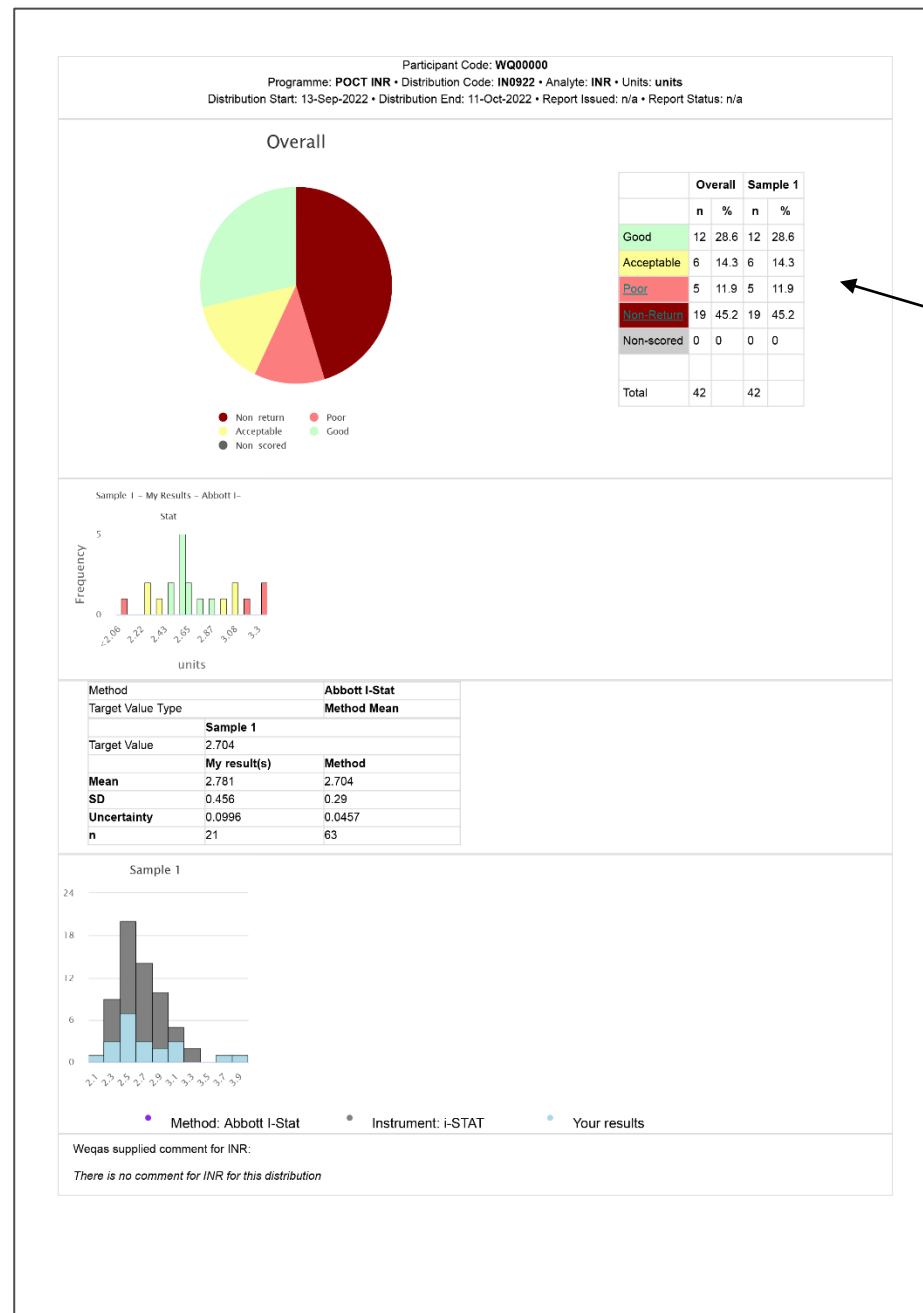 Participant Code: WQ00000
Programme: POCT INR • Distribution Code: IN0922 • Analyte: INR • Units: units
Distribution Start: 13-Sep-2022 • Distribution End: 11-Oct-2022 • Report Issued: n/a • Report Status: n/a
Overall
Overall Sample 1
n % n %
Good 12 28.6 12 28.6
Acceptable 6 14.3 6 14.3
Poor 5 11.9 5 11.9
Non-Return 19 45.2 19 45.2
Non-scored 0 0 0 0
Total 42 42
Non return Poor
Acceptable Good
Non scored
Sample 1 - My Results - Abbott I-
Stat
Frequency
5
0
<2.06 2.22 2.43 2.65 2.87 3.08 3.3
units
Method Abbott I-Stat
Target Value Type Method Mean
Sample 1
Target Value 2.704
My result(s) Method
Mean 2.781 2.704
SD 0.456 0.29
Uncertainty 0.0996 0.0457
n 21 63
Sample 1
24
18
12
6
0
2.1 2.3 2.5 2.7 2.9 3.1 3.3 3.5 3.7 3.9
Method: Abbott I-Stat Instrument: i-STAT Your results
Weqas supplied comment for INR:
There is no comment for INR for this distribution